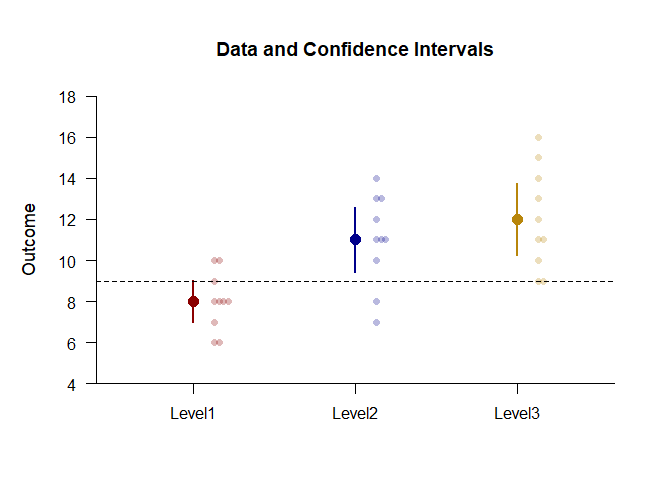 Data and Confidence Intervals
Outcome
18
16
14
12
10
8
6
4
Level1 Level2 Level3